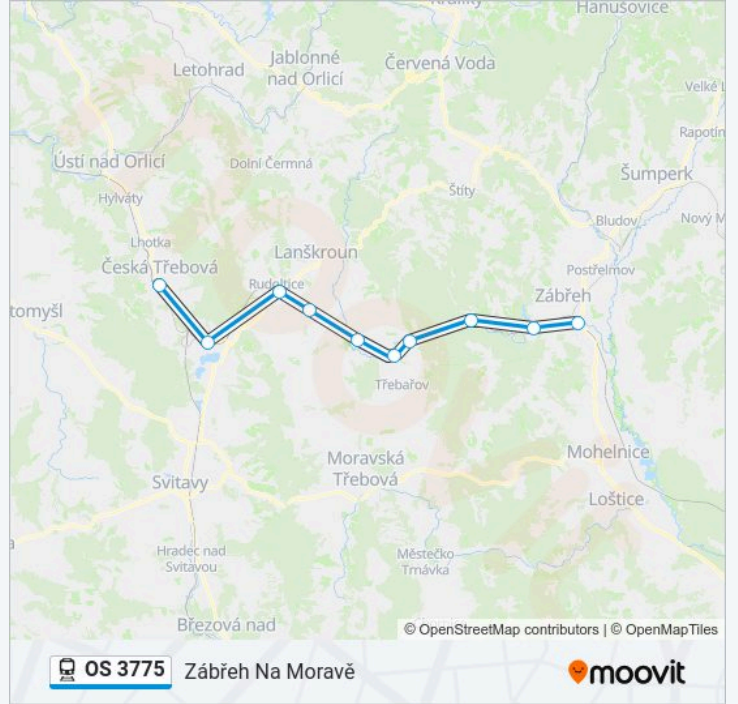 Hanušovice
Letohrad
Jablonné
nad Orlicí
Červená Voda
Velké L
Rapotín
Ústí nad Orlicí
Dolní Čermná
Štíty
Šumperk
Hylváty
Bludov
Nový M
Lhotka
Lanškroun
Česká Třebová
Postřelmov
Rudoltice
Zábřeh
tomyšl
Třebařov
Moravská
Třebová
Mohelnice
Svitavy
Loštice
Hradec nad
Svitavou
Městečko
Trnávka
Březová nad
© OpenStreetMap contributors | © OpenMapTiles
OS 3775
Zábřeh Na Moravě
moovit